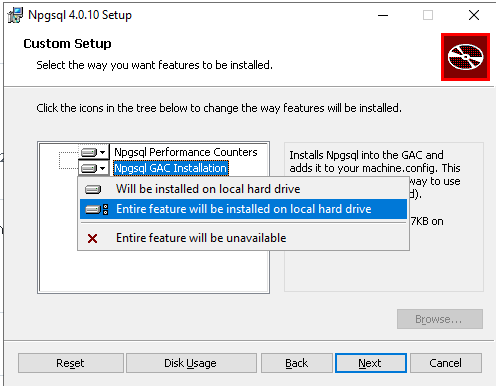 Npgsql 4.0.10 Setup
Custom Setup
Select the way you want features to be installed.
Click the icons in the tree below to change the way features will be installed.
Npgsql Performance Counters
Npgsql GAC Installation
Will be installed on local hard drive
Entire feature will be installed on local hard drive
Entire feature will be unavailable
Installs Npgsql into the GAC and
adds it to your machine.config. This
way to use
d).
7KB on
Browse...
Reset
Disk Usage
Back
Next
Cancel